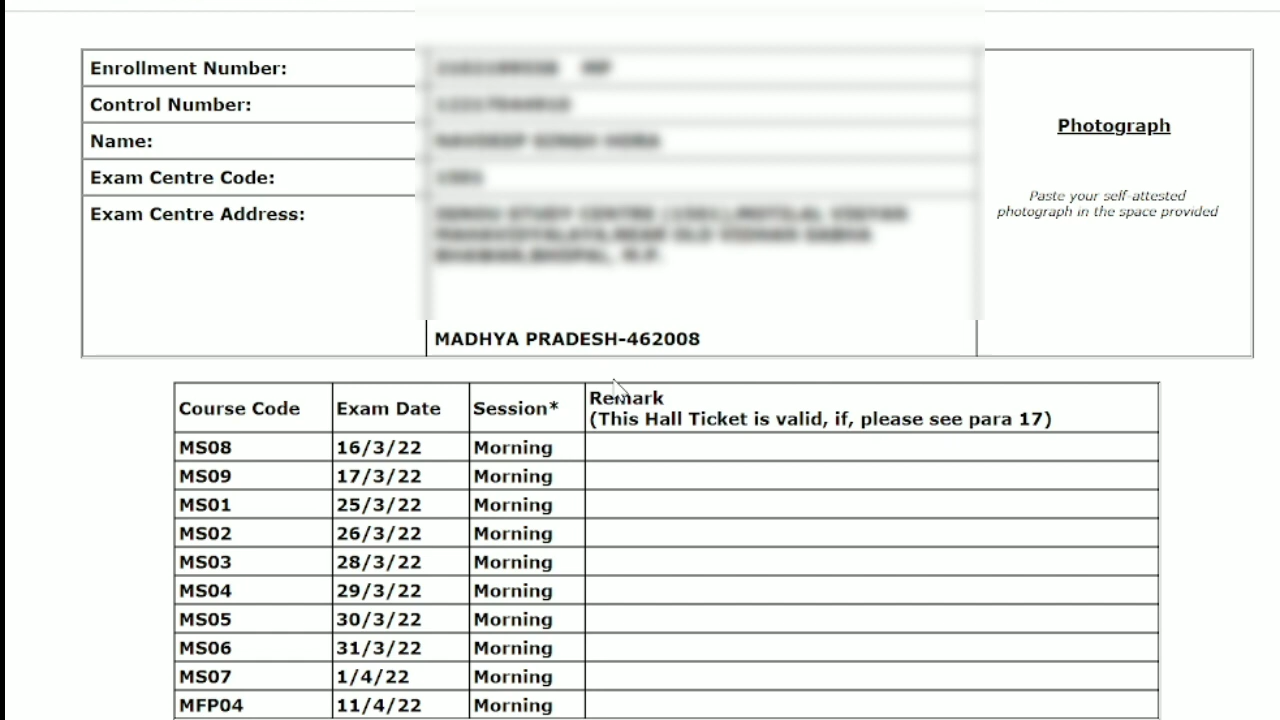 Enrollment Number:
Control Number:
Name:
Exam Centre Code:
Exam Centre Address:
MADHYA PRADESH-462008
Photograph
Paste your self-attested
photograph in the space provided
Course Code Exam Date Session* Remark
(This Hall Ticket is valid, if, please see para 17)
MS08 16/3/22 Morning
MS09 17/3/22 Morning
MS01 25/3/22 Morning
MS02 26/3/22 Morning
MS03 28/3/22 Morning
MS04 29/3/22 Morning
MS05 30/3/22 Morning
MS06 31/3/22 Morning
MS07 1/4/22 Morning
MFP04 11/4/22 Morning